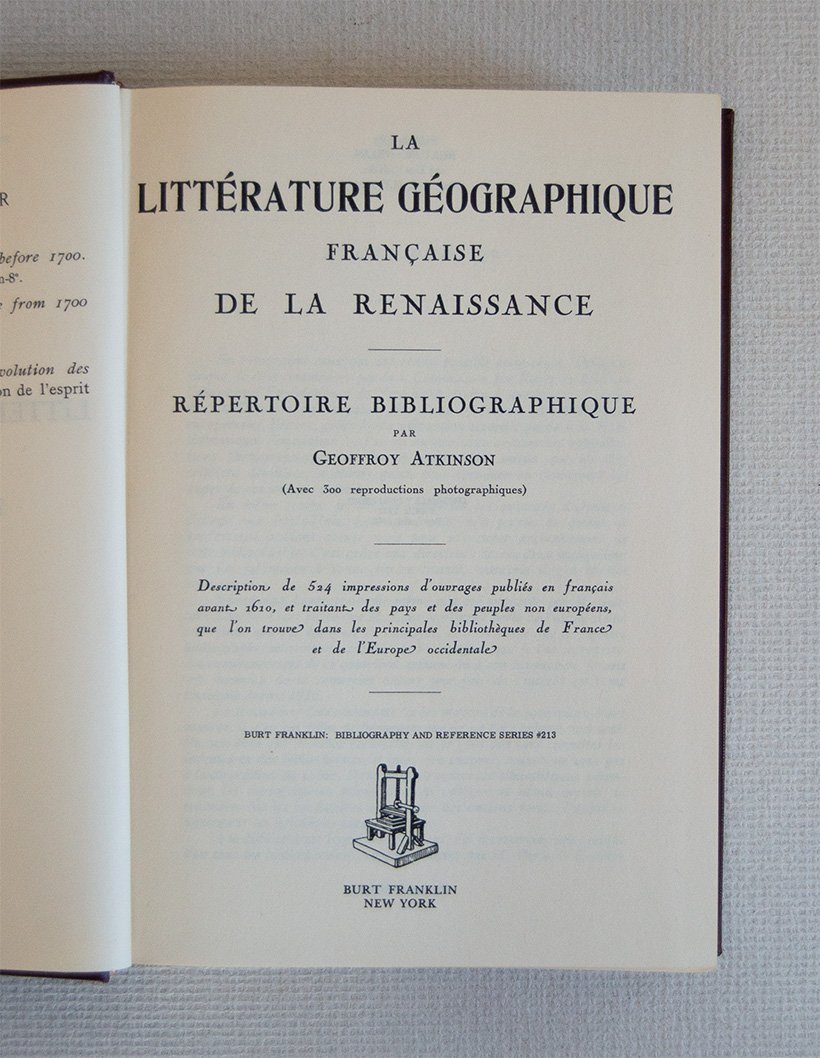 R
before 1700.
n-8°.
e from 1700
volution des
on de l'esprit
LA
LITTÉRATURE GÉOGRAPHIQUE
FRANÇAISE
DE LA RENAISSANCE
RÉPERTOIRE BIBLIOGRAPHIQUE
PAR
GEOFFROY ATKINSON
(Avec 300 reproductions photographiques)
Description de 524 impressions d'ouvrages publiés en français
avant 1610, et traitant des pays et des peuples non européens,
que l'on trouve dans les principales bibliothèques de France
et de l'Europe occidentale
BURT FRANKLIN: BIBLIOGRAPHY AND REFERENCE SERIES #213
BURT FRANKLIN
NEW YORK